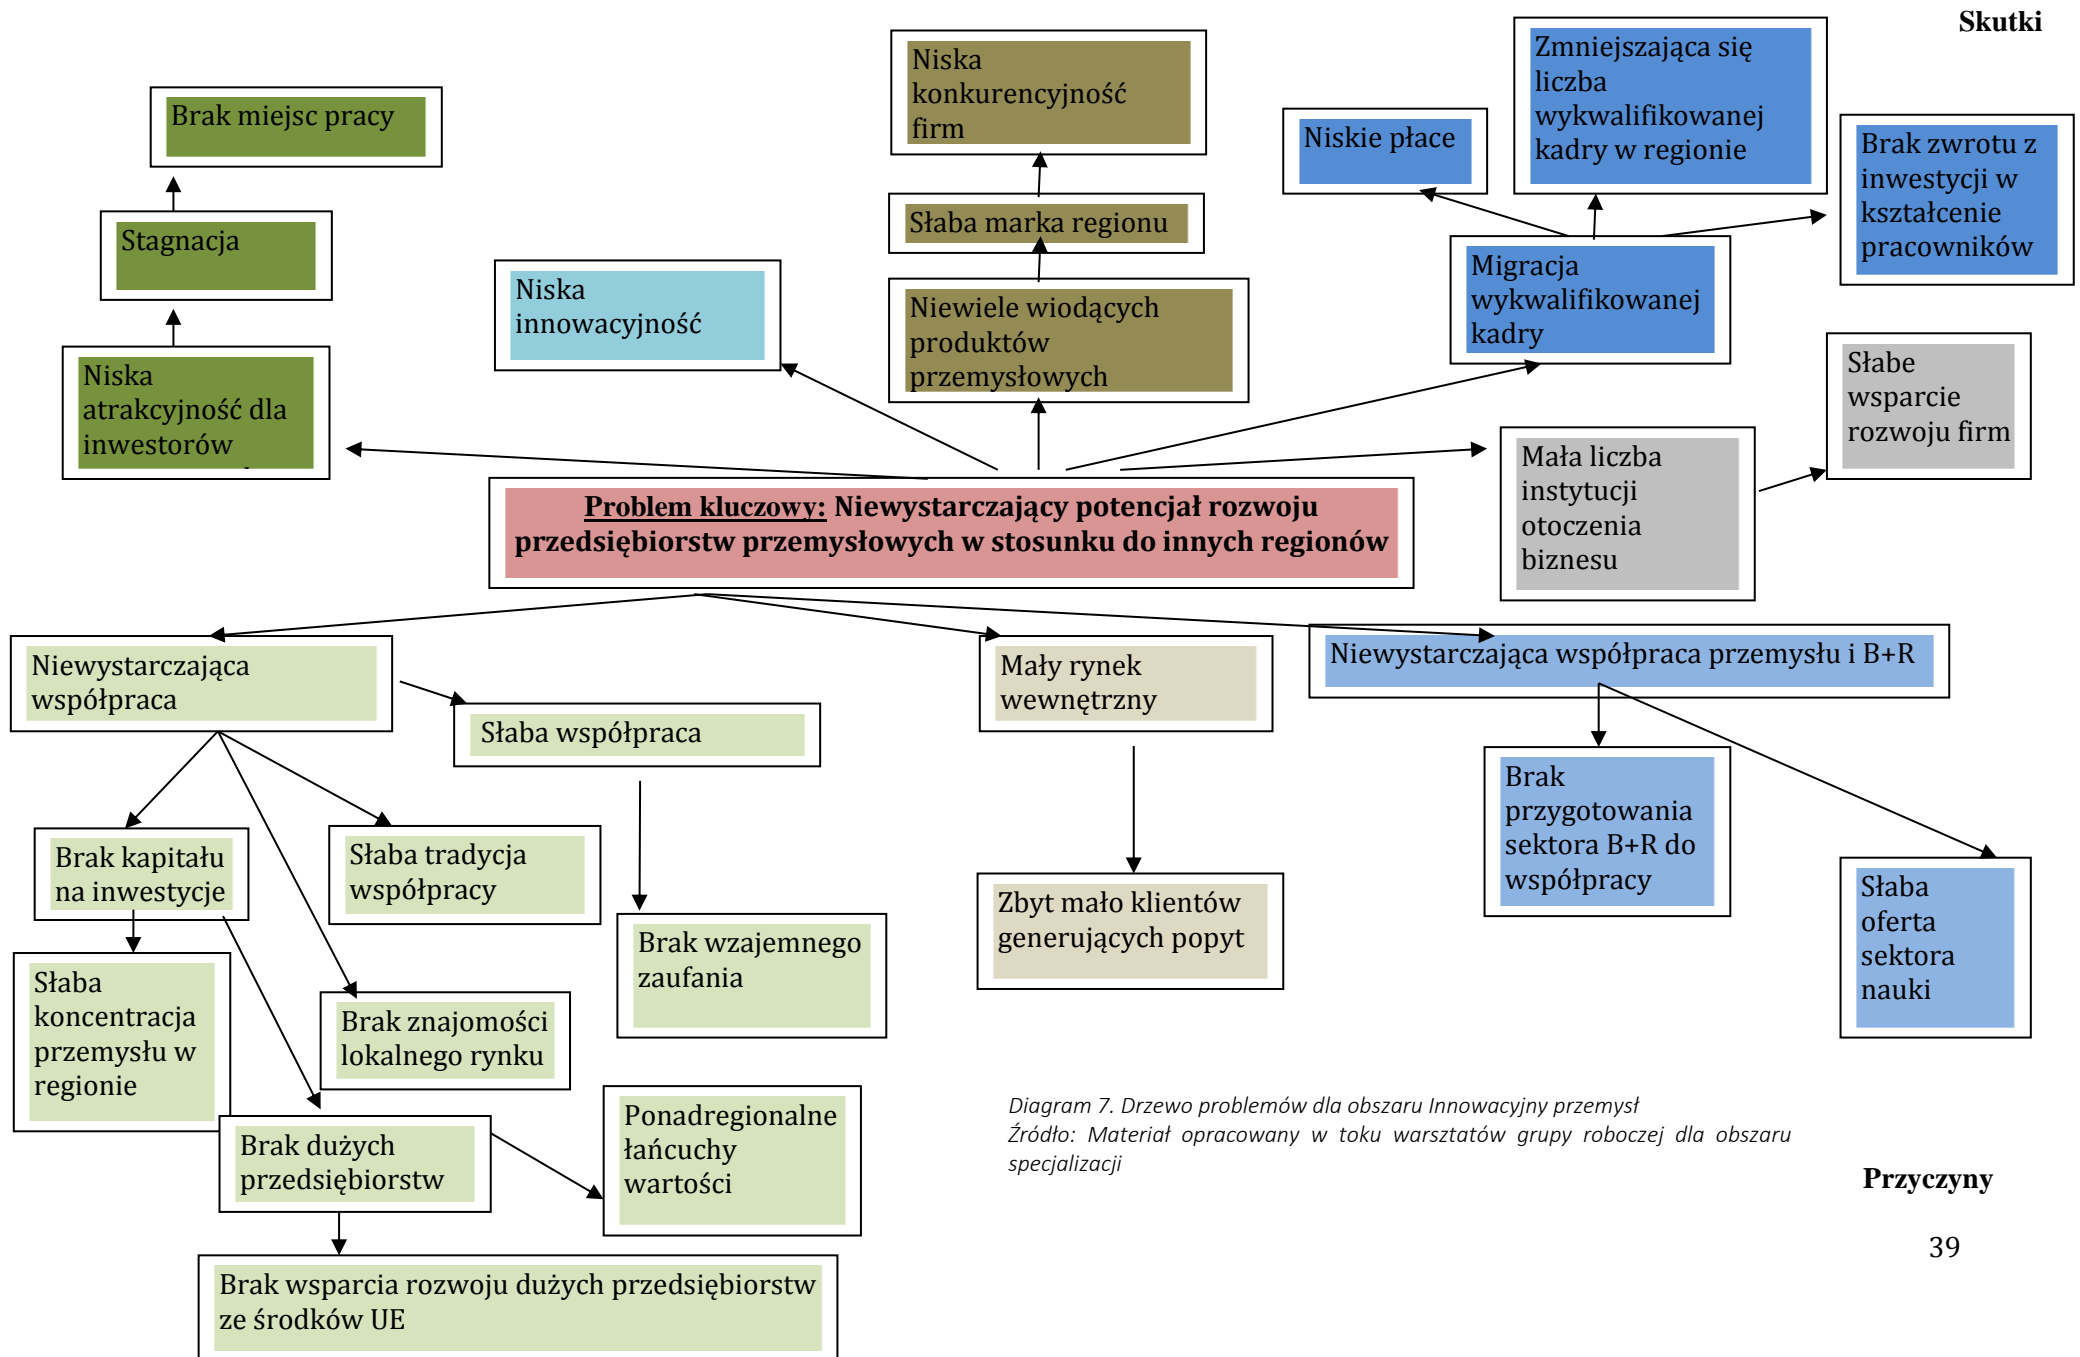 Skutki
Zmniejszająca się
liczba
wykwalifikowanej
kadry w regionie
Niska
konkurencyjność
firm
Brak miejsc pracy
Niskie płace
Brak zwrotu z
inwestycji w
kształcenie
pracowników
Stagnacja
Słaba marka regionu
Migracja
wykwalifikowanej
kadry
Niska
innowacyjność
Niewiele wiodących
produktów
przemysłowych
Słabe
wsparcie
rozwoju firm
Niska
atrakcyjność dla
inwestorów
Mała liczba
instytucji
otoczenia
biznesu
Problem kluczowy: Niewystarczający potencjał rozwoju
przedsiębiorstw przemysłowych w stosunku do innych regionów
Niewystarczająca
współpraca
Mały rynek
wewnętrzny
Niewystarczająca współpraca przemysłu i B+R
Słaba współpraca
Brak
przygotowania
sektora B+R do
współpracy
Brak kapitału
na inwestycje
Słaba tradycja
współpracy
Zbyt mało klientów
generujących popyt
Słaba
oferta
sektora
nauki
Brak wzajemnego
zaufania
Słaba
koncentracja
przemysłu w
regionie
Brak znajomości
lokalnego rynku
Brak dużych
przedsiębiorstw
Ponadregionalne
łańcuchy
wartości
Diagram 7. Drzewo problemów dla obszaru Innowacyjny przemysł
Źródło: Materiał opracowany w toku warsztatów grupy roboczej dla obszaru
specjalizacji
Przyczyny
39
Brak wsparcia rozwoju dużych przedsiębiorstw
ze środków UE